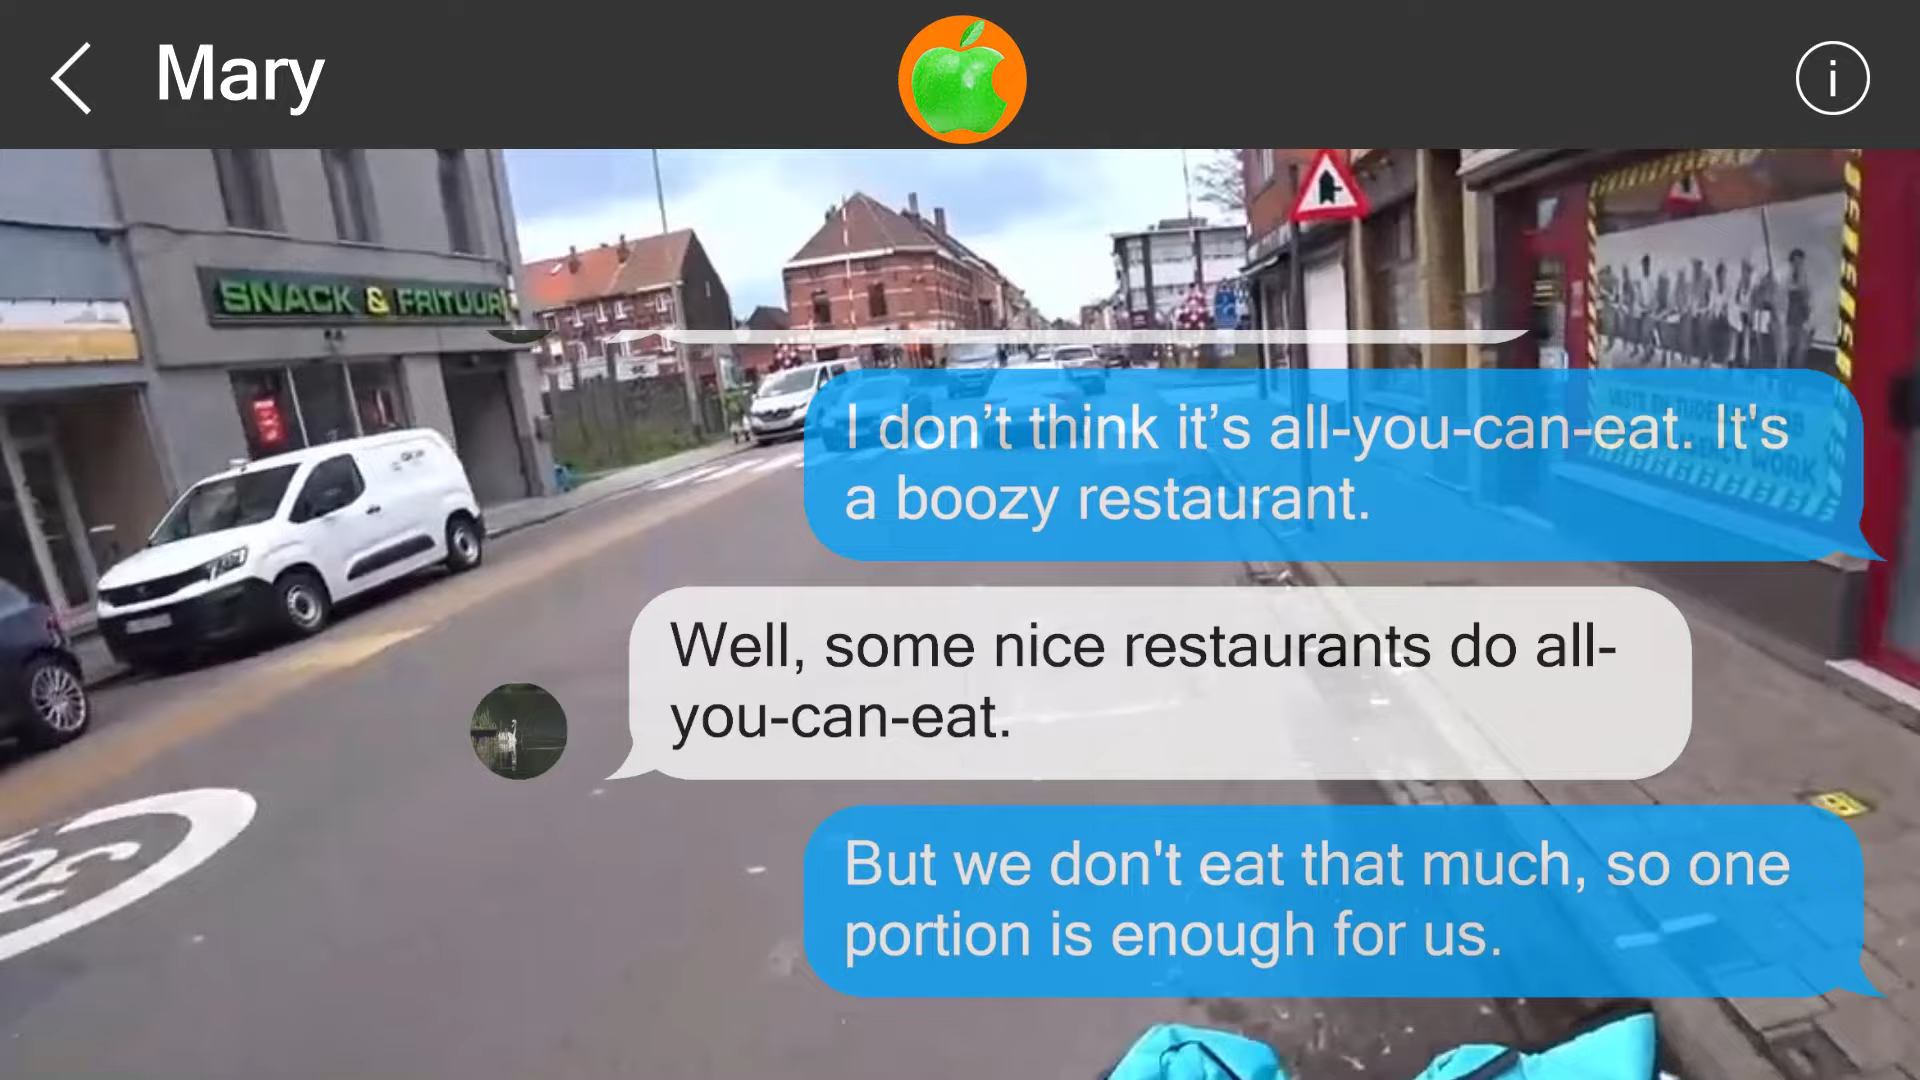 Mary
i
SNACK & FRITUUR
I don’t think it’s all-you-can-eat. It's
a boozy restaurant.
Well, some nice restaurants do all-
you-can-eat.
But we don't eat that much, so one
portion is enough for us.
30